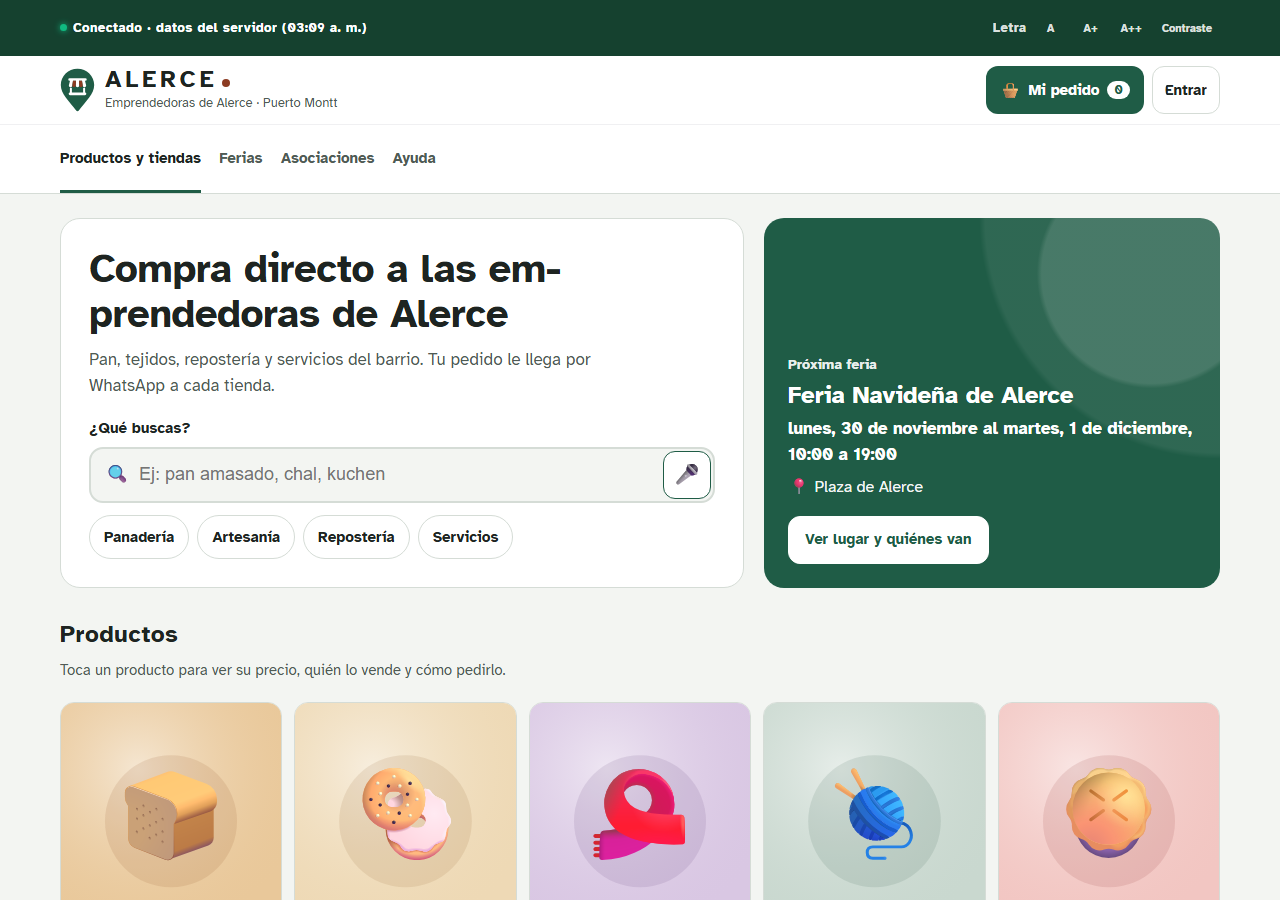 Conectado · datos del servidor (03:09 a. m.)
Letra A A+ A++ Contraste
ALERCE
Emprendedoras de Alerce · Puerto Montt
Mi pedido 0
Entrar
Productos y tiendas Ferias Asociaciones Ayuda
Compra directo a las em-
prendedoras de Alerce
Pan, tejidos, repostería y servicios del barrio. Tu pedido le llega por
WhatsApp a cada tienda.
¿Qué buscas?
Ej: pan amasado, chal, kuchen
Panadería Artesanía Repostería Servicios
Próxima feria
Feria Navideña de Alerce
lunes, 30 de noviembre al martes, 1 de diciembre,
10:00 a 19:00
Plaza de Alerce
Ver lugar y quiénes van
Productos
Toca un producto para ver su precio, quién lo vende y cómo pedirlo.